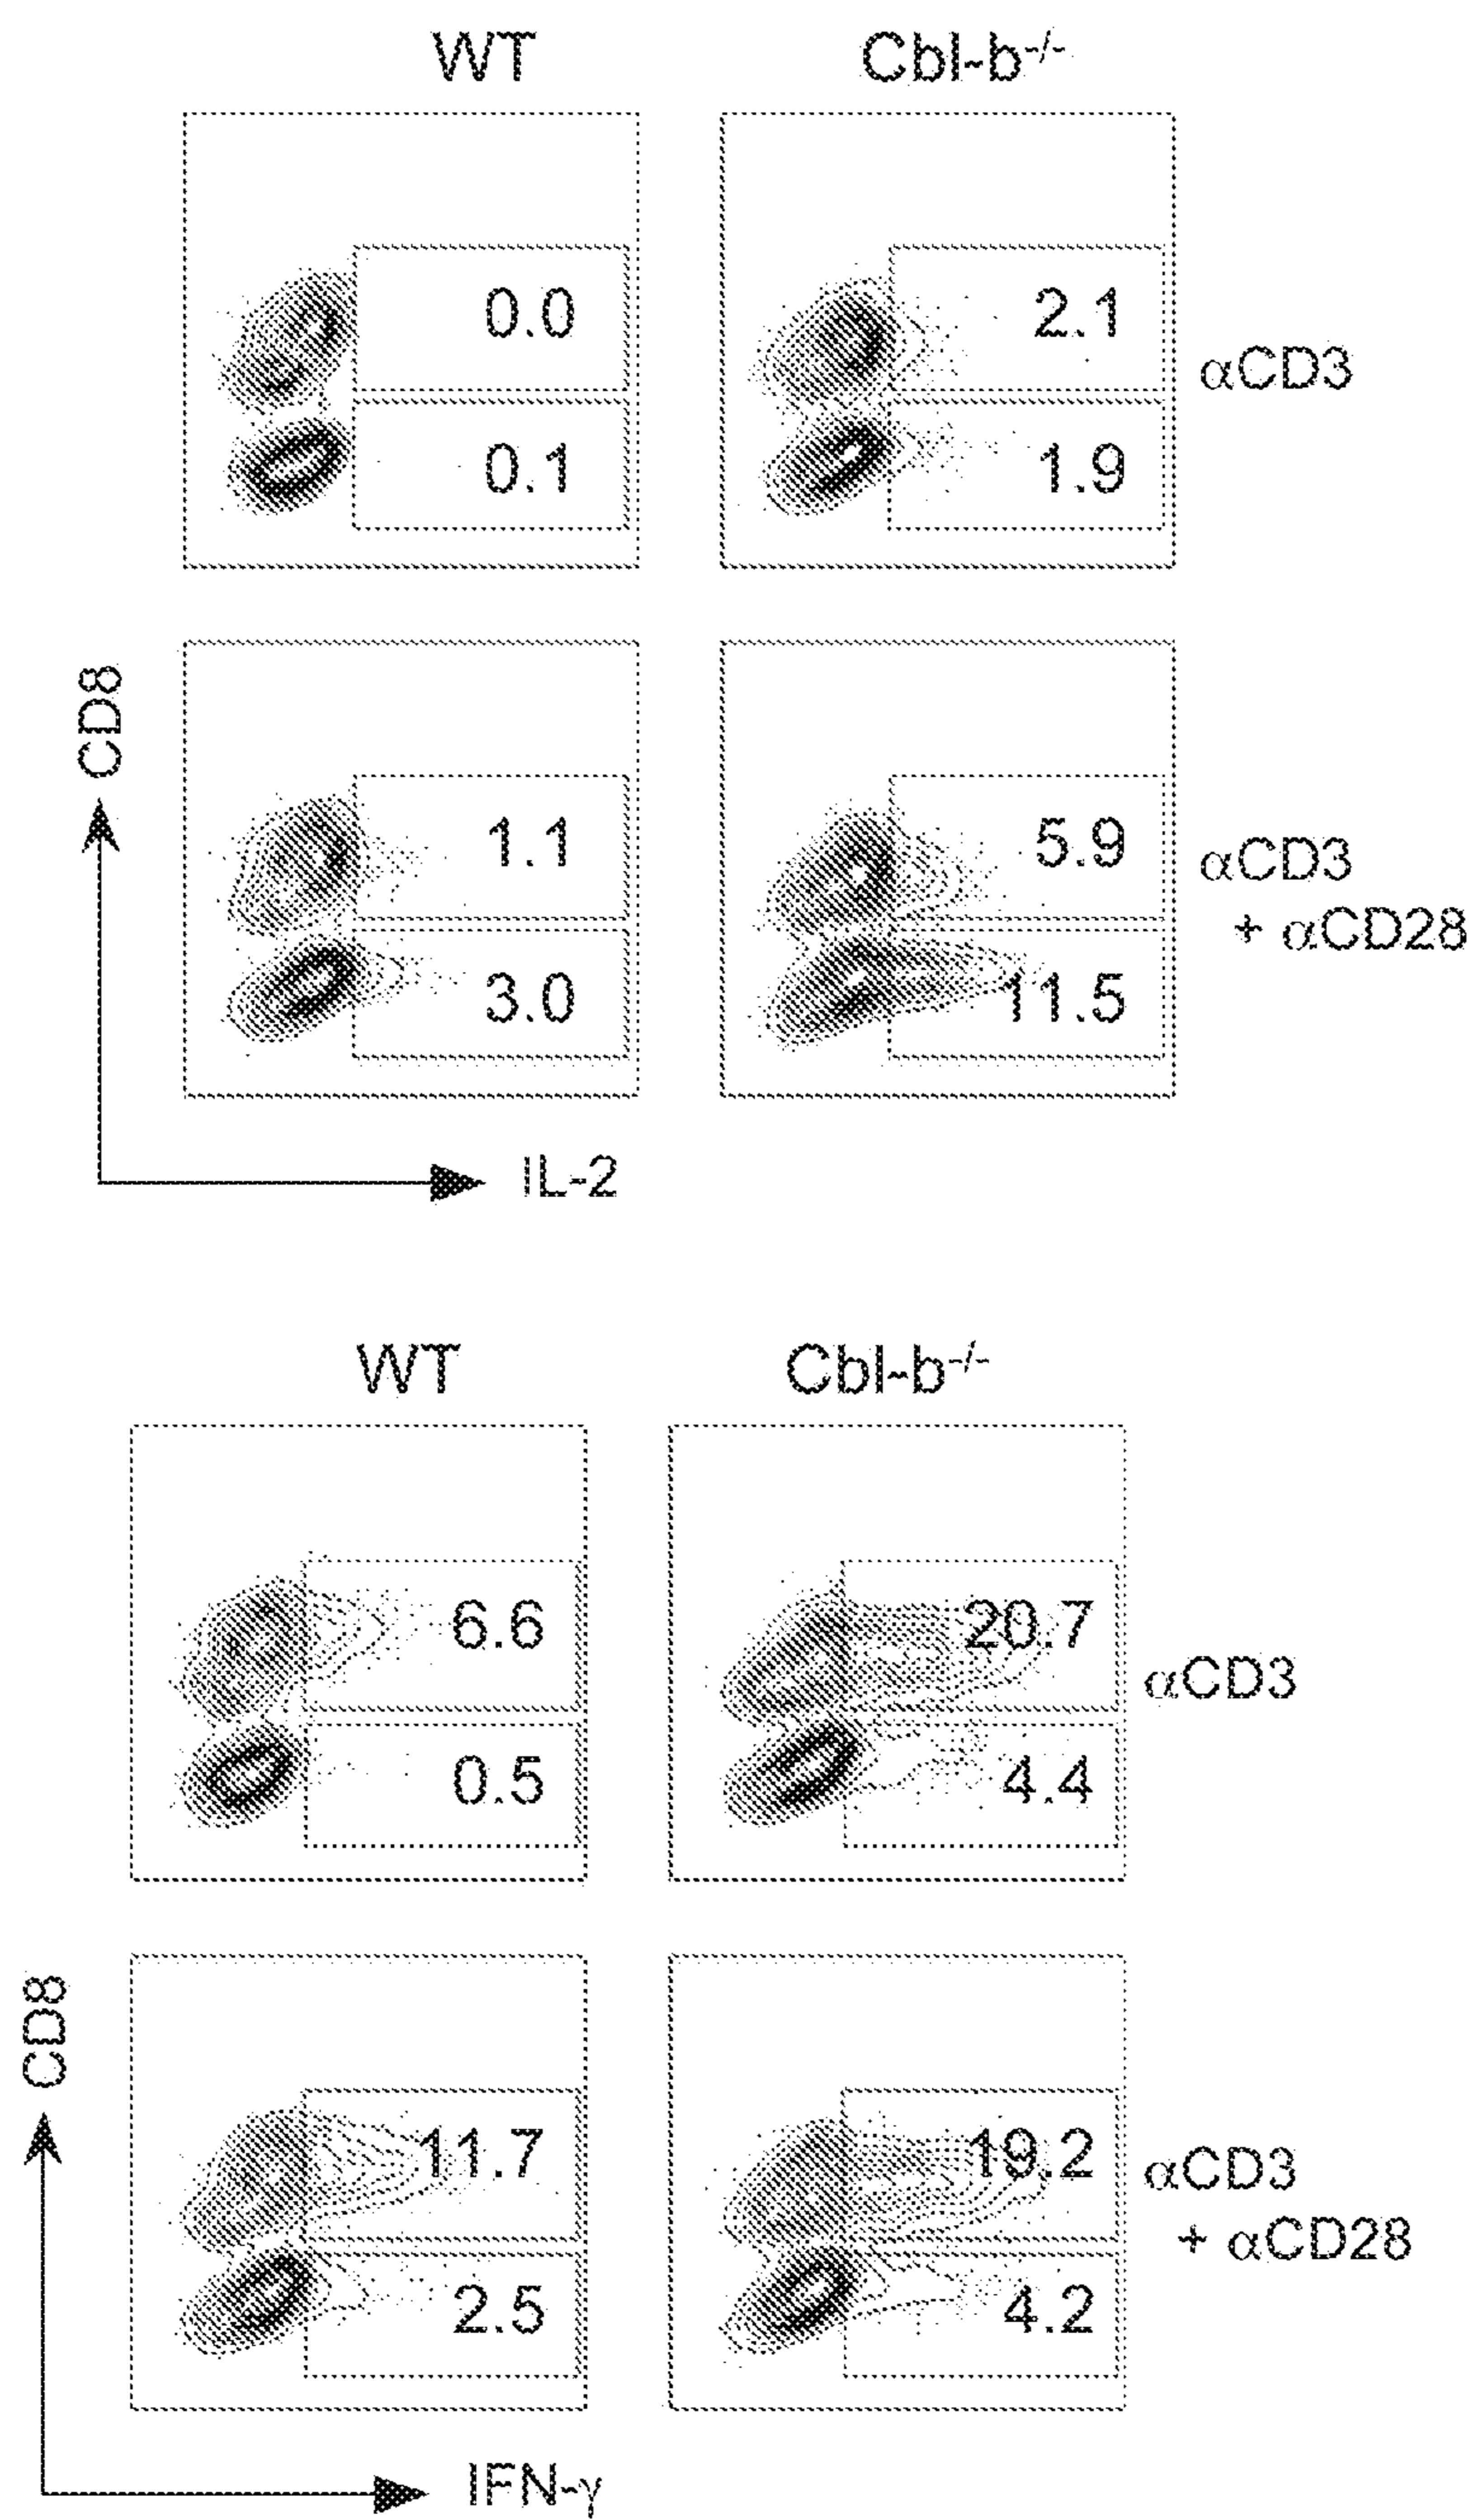 WT Cbl-b-/-
0.0 2.1
αCD3
0.1 1.9
CD8
1.1 5.9
αCD3
+ αCD28
3.0 11.5
IL-2
WT Cbl-b-/-
6.6 20.7
αCD3
0.5 4.4
CD8
11.7 19.2
αCD3
+ αCD28
2.5 4.2
IFN-γ